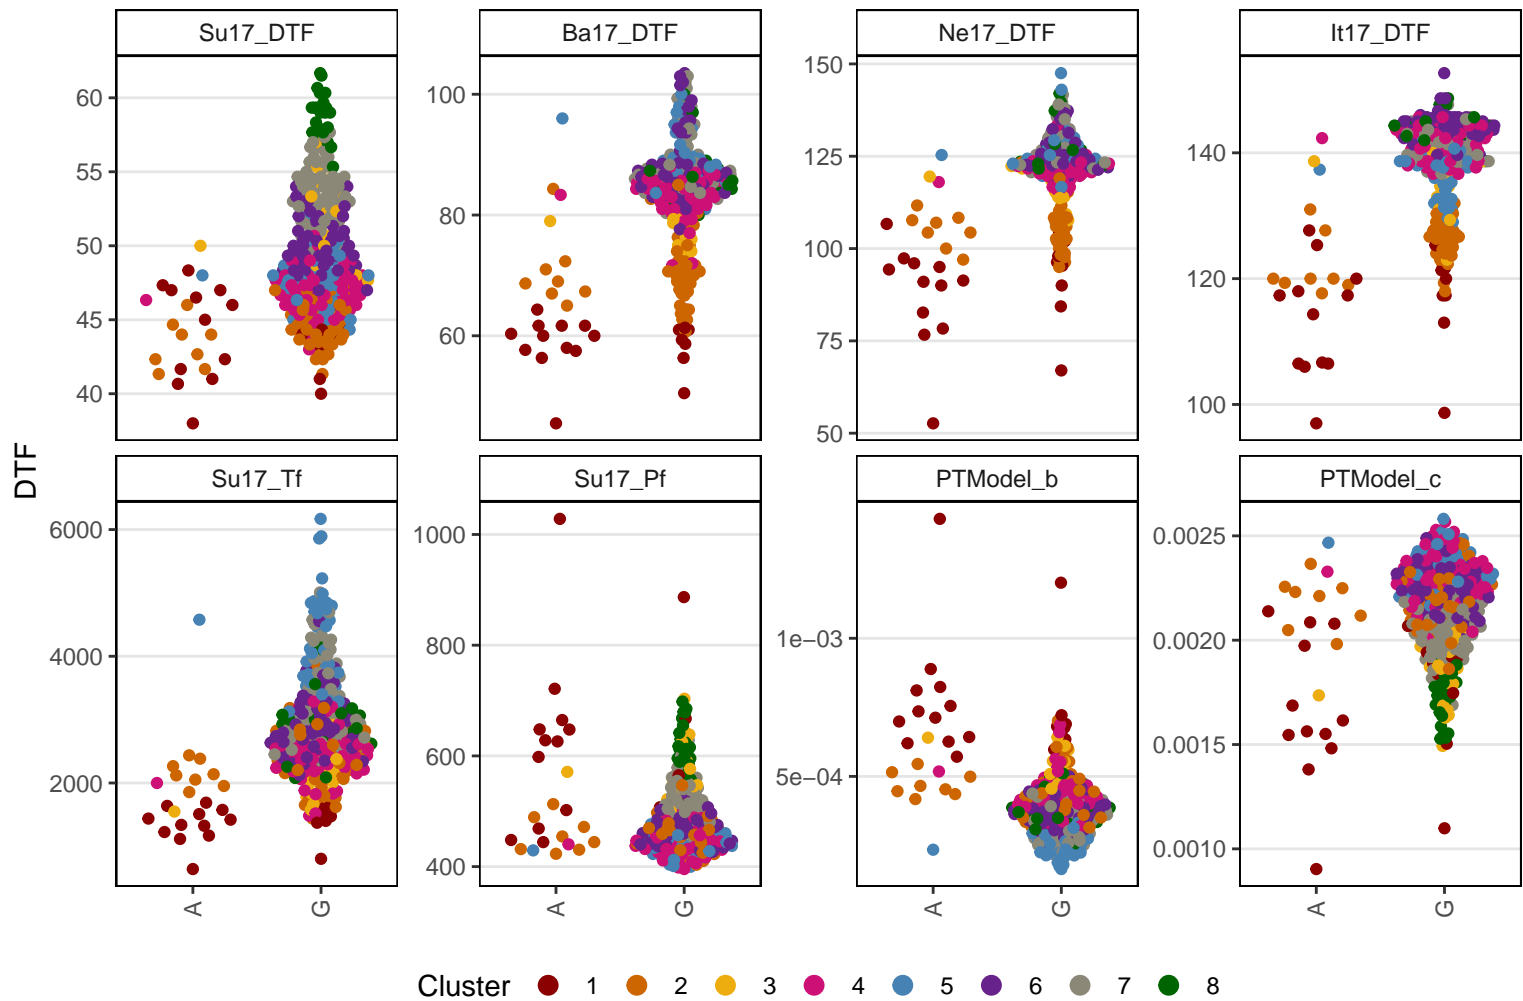 Su17_DTF Ba17_DTF Ne17_DTF It17_DTF
60 100 150 140
55 80 125 120
50 60 100 100
45 75
40 50
DTF
Su17_Tf Su17_Pf PTModel_b PTModel_c
6000 1000 1e−03 0.0025
4000 800 5e−04 0.0020
2000 600 0.0015
400 0.0010
A G A G A G A G
Cluster 1 2 3 4 5 6 7 8